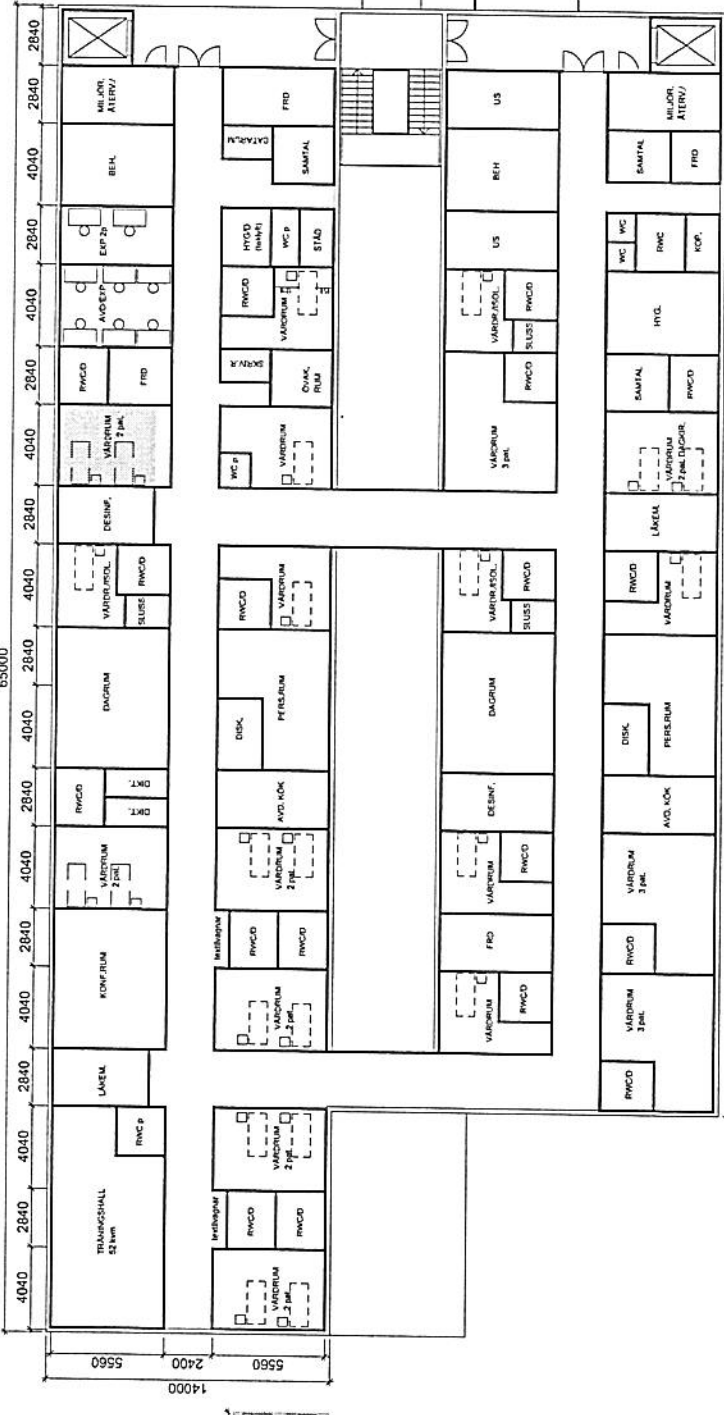 65000
4040
2840
4040
2840
4040
2840
4040
2840
4040
2840
4040
2840
4040
2840
4040
2840
4040
2840
2840
5560
2400
5560
14000
TRÄNINGSHALL
52 kvm
RWC p
LÄKEM.
KONF.RUM
VÅRDRUM
2 pat.
RWC/D
DIKT.
DIKT.
DAGRUM
VÅRDR./ISOL.
SLUSS
RWC/D
DESINF.
VÅRDRUM
2 pat.
RWC/D
FRD
AVD/EXP
EXP 2p
BEH.
MILJÖR.
ÅTERV./
VÅRDRUM
2 pat.
textilvagnar
RWC/D
RWC/D
VÅRDRUM
2 pat.
VÅRDRUM
2 pat.
textilvagnar
RWC/D
RWC/D
VÅRDRUM
2 pat.
AVD. KÖK
DISK.
PERS.RUM
RWC/D
VÅRDRUM
WC p
VÅRDRUM
SKRIV.R
ÖVAK.
RUM
RWC/D
VÅRDRUM
HYG/D
WC p
STÄD
DATARUM
SAMTAL
FRD
VÅRDRUM
RWC/D
FRD
VÅRDRUM
RWC/D
DESINF.
DAGRUM
VÅRDR./ISOL.
SLUSS
RWC/D
VÅRDRUM
3 pat.
RWC/D
VÅRDR./ISOL.
SLUSS
RWC/D
US
BEH
US
RWC/D
VÅRDRUM
3 pat.
RWC/D
VÅRDRUM
3 pat.
AVD. KÖK
DISK.
PERS.RUM
RWC/D
VÅRDRUM
LÄKEM.
VÅRDRUM
2 pat. DAGKIR.
SAMTAL
RWC/D
HYG.
WC
WC
RWC
KOP.
SAMTAL
FRD
MILJÖR.
ÅTERV./